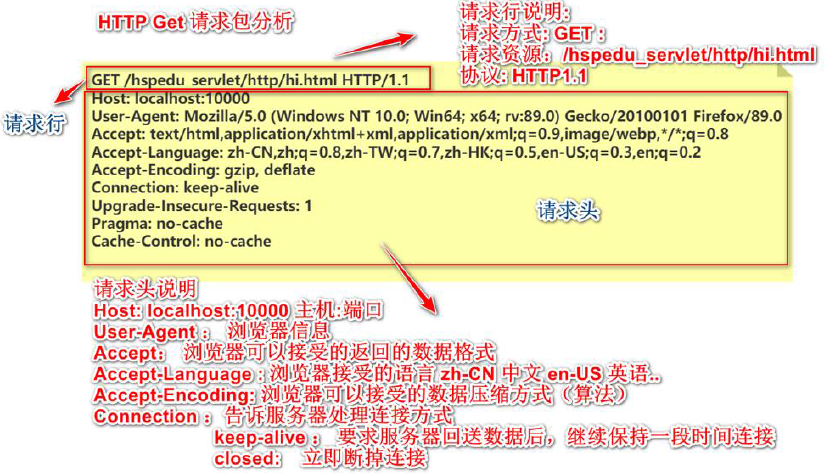 HTTP Get 请求包分析
请求行说明:
请求方式: GET :
请求资源：/hspedu_servlet/http/hi.html
协议: HTTP1.1
GET /hspedu_servlet/http/hi.html HTTP/1.1
请求行
Host: localhost:10000
User-Agent: Mozilla/5.0 (Windows NT 10.0; Win64; x64; rv:89.0) Gecko/20100101 Firefox/89.0
Accept: text/html,application/xhtml+xml,application/xml;q=0.9,image/webp,*/*;q=0.8
Accept-Language: zh-CN,zh;q=0.8,zh-TW;q=0.7,zh-HK;q=0.5,en-US;q=0.3,en;q=0.2
Accept-Encoding: gzip, deflate
Connection: keep-alive
Upgrade-Insecure-Requests: 1
请求头
Pragma: no-cache
Cache-Control: no-cache
请求头说明
Host: localhost:10000 主机:端口
User-Agent： 浏览器信息
Accept： 浏览器可以接受的返回的数据格式
Accept-Language : 浏览器接受的语言 zh-CN 中文 en-US 英语..
Accept-Encoding: 浏览器可以接受的数据压缩方式（算法）
Connection：告诉服务器处理连接方式
keep-alive： 要求服务器回送数据后，继续保持一段时间连接
closed: 立即断掉连接